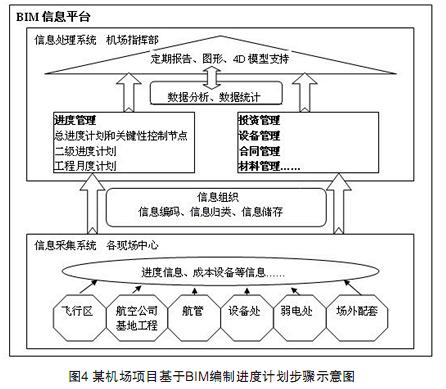 BIM 信息平台
信息处理系统 机场指挥部
定期报告、图形、4D 模型支持
数据分析、数据统计
进度管理
总进度计划和关键性控制节点
二级进度计划
工程月度计划
投资管理
设备管理
合同管理
材料管理……
信息组织
信息编码、信息归类、信息储存
信息采集系统 各现场中心
进度信息、成本设备等信息……
飞行区
航空公司
基地工程
航管
设备处
弱电处
场外配套
图4 某机场项目基于BIM编制进度计划步骤示意图